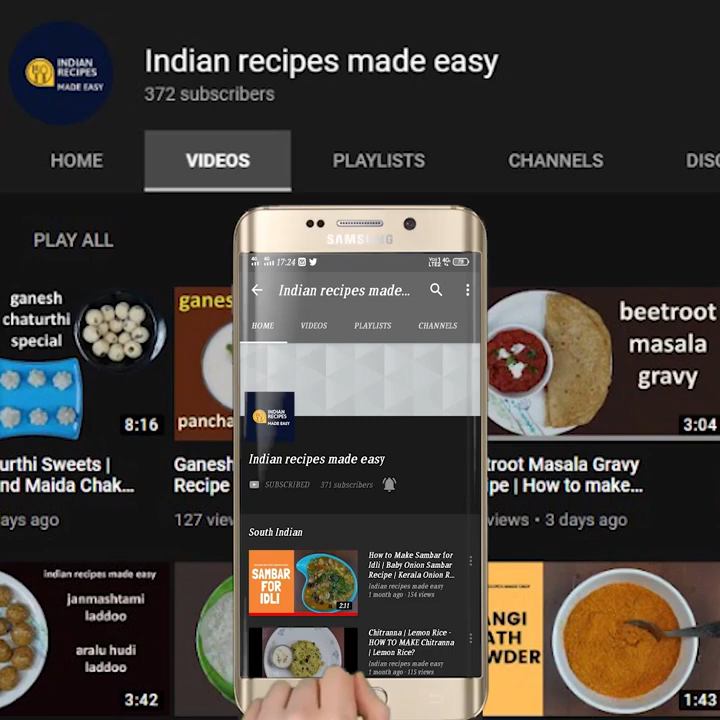 INDIAN
RECIPES
MADE EASY
Indian recipes made easy
372 subscribers
HOME
VIDEOS
PLAYLISTS
CHANNELS
DISC
PLAY ALL
ganesh
chaturthi
special
8:16
urthi Sweets |
nd Maida Chak...
ays ago
ganes
pancha
Ganesh
Recipe
127 view
beetroot
masala
gravy
3:04
troot Masala Gravy
ipe | How to make...
views • 3 days ago
indian recipes made easy
janmashtami
laddoo
aralu hudi
laddoo
3:42
ANGI
ATH
WDER
1:43
SAMSUNG
17:24
Indian recipes made...
HOME
VIDEOS
PLAYLISTS
CHANNELS
INDIAN
RECIPES
MADE EASY
Indian recipes made easy
SUBSCRIBED
371 subscribers
South Indian
SAMBAR
FOR
IDLI
2:11
How to Make Sambar for
Idli | Baby Onion Sambar
Recipe | Kerala Onion R...
Indian recipes made easy
1 month ago · 154 views
Chitranna | Lemon Rice -
HOW TO MAKE Chitranna
| Lemon Rice?
Indian recipes made easy
1 month ago · 115 views